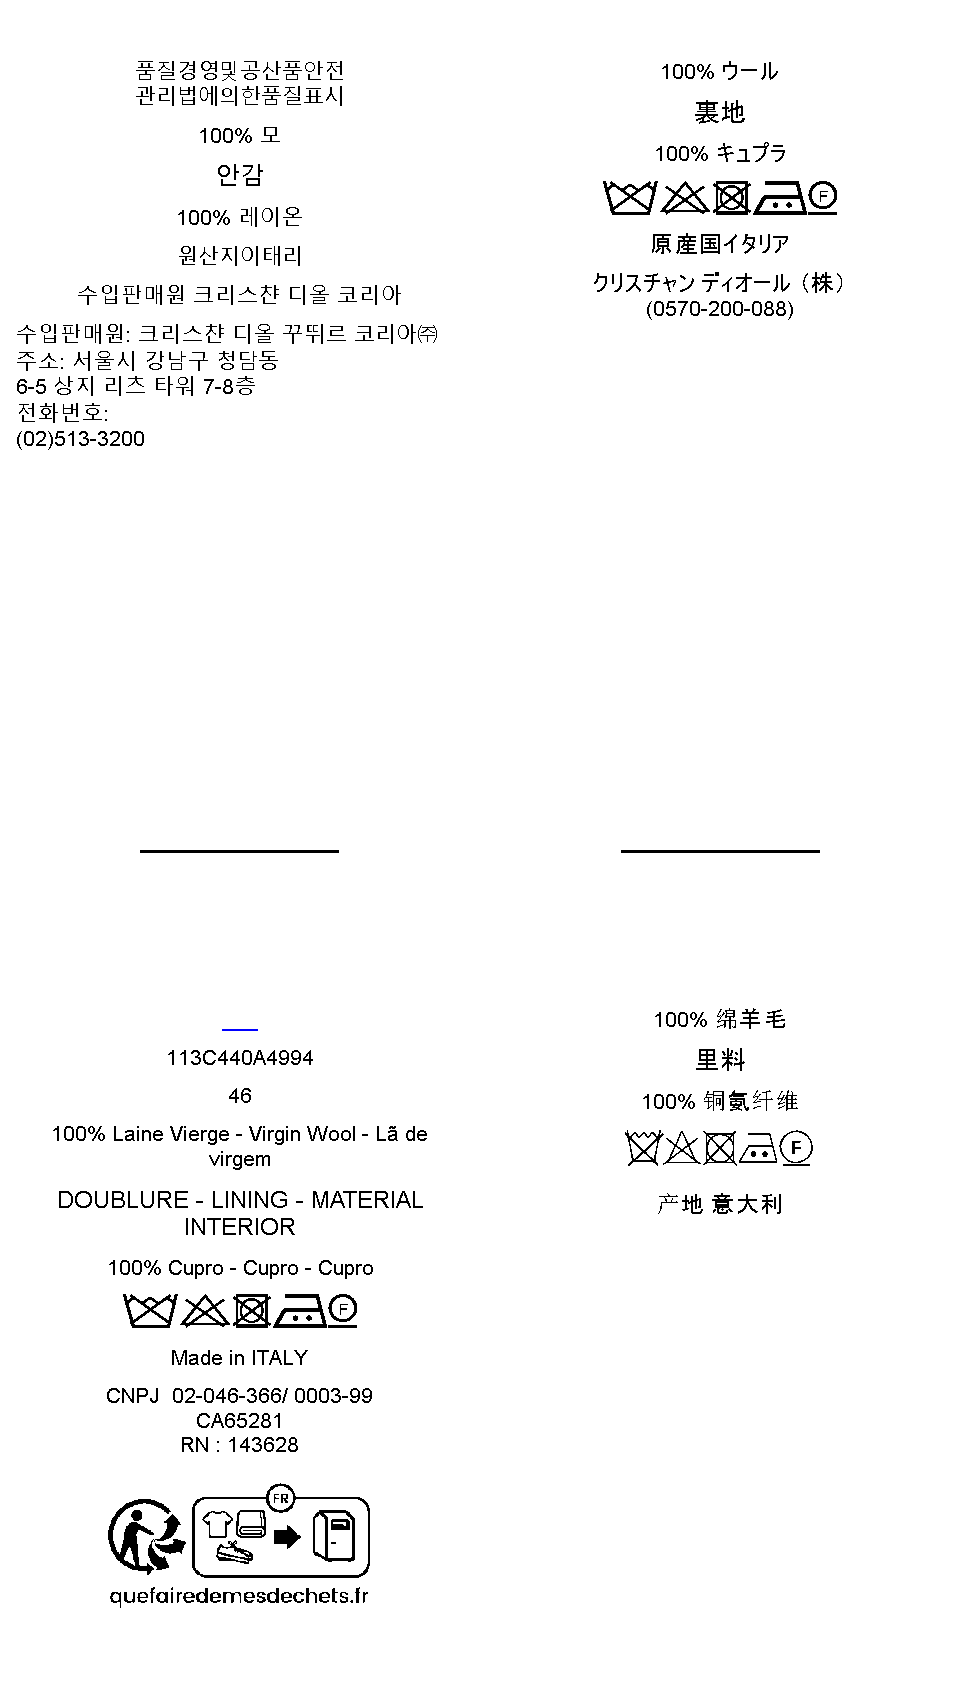 품질경영및공산품안전
관리법에의한품질표시
100% 모
안감
100% 레이온
원산지이태리
수입판매원 크리스챤 디올 코리아
수입판매원: 크리스챤 디올 꾸뛰르 코리아㈜
주소: 서울시 강남구 청담동
6-5 상지 리츠 타워 7-8층
전화번호:
(02)513-3200
100% ウール
裏地
100% キュプラ
F
原産国イタリア
クリスチャン ディオール（株）
(0570-200-088)
113C440A4994
46
100% Laine Vierge - Virgin Wool - Lã de
virgem
DOUBLURE - LINING - MATERIAL
INTERIOR
100% Cupro - Cupro - Cupro
F
Made in ITALY
CNPJ  02-046-366/ 0003-99
CA65281
RN : 143628
FR
quefairedemesdechets.fr
100% 绵羊毛
里料
100% 铜氨纤维
F
产地 意大利